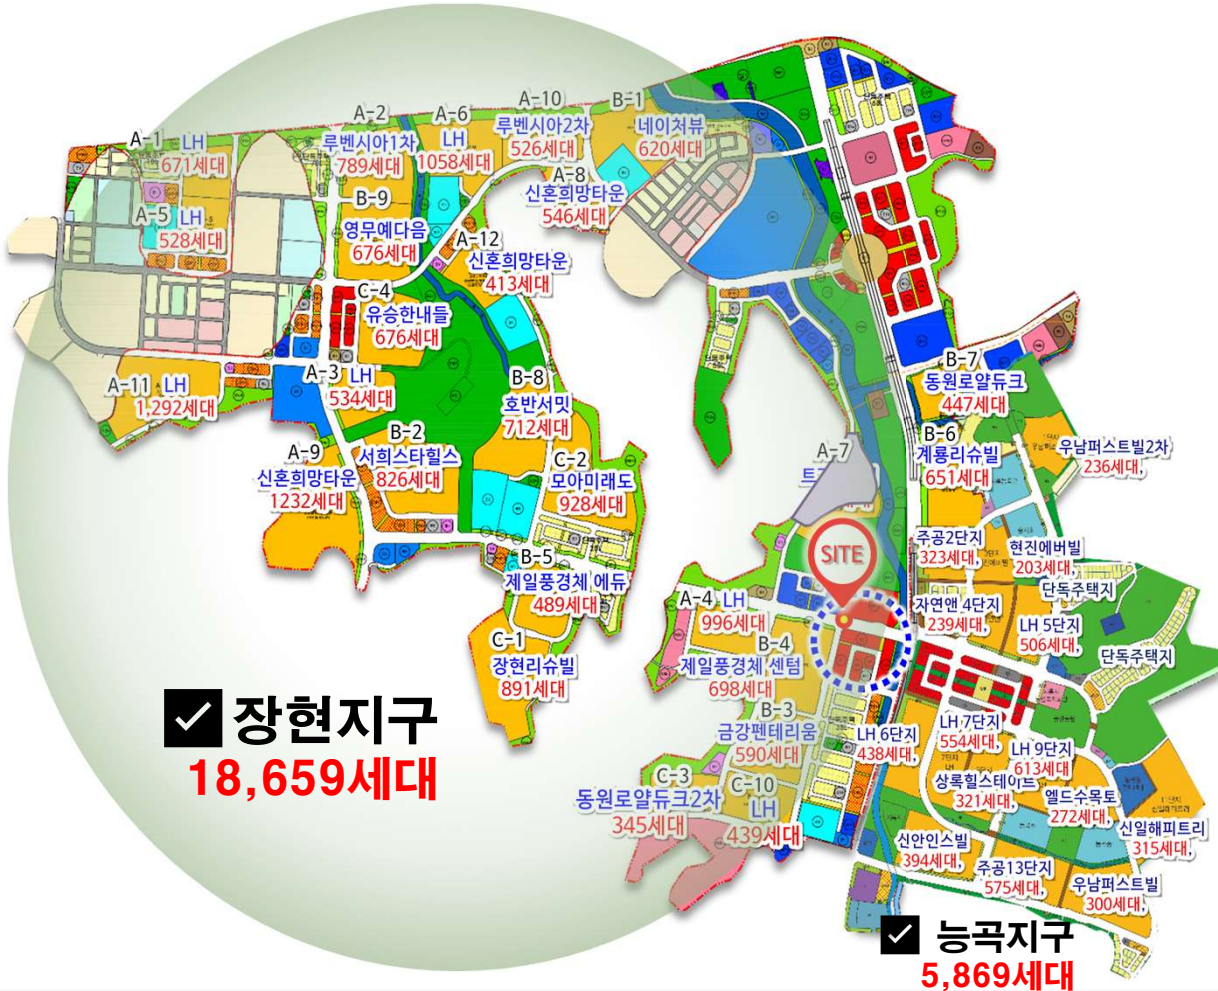 A-1
LH
671세대
A-2
루벤시아1차
789세대
A-6
LH
1058세대
A-10
루벤시아2차
526세대
B-1
네이처뷰
620세대
A-5
LH
528세대
B-9
영무예다음
676세대
A-8
신혼희망타운
546세대
A-12
신혼희망타운
413세대
C-4
유승한내들
676세대
A-11
LH
1,292세대
A-3
LH
534세대
B-8
호반서밋
712세대
B-7
동원로얄듀크
447세대
A-9
신혼희망타운
1232세대
B-2
서희스타힐스
826세대
C-2
모아미래도
928세대
A-7
B-6
계룡리슈빌
651세대
우남퍼스트빌2차
236세대,
B-5
제일풍경체 에듀
489세대
SITE
주공2단지
323세대,
현진에버빌
203세대,
단독주택지
C-1
장현리슈빌
891세대
A-4
LH
996세대
자연앤 4단지
239세대,
LH 5단지
506세대,
단독주택지
B-4
제일풍경체 센텀
698세대
B-3
금강펜테리움
590세대
LH 6단지
438세대,
LH 7단지
554세대,
LH 9단지
613세대
C-3
동원로얄듀크2차
345세대
C-10
LH
439세대
상록힐스테이트
321세대,
엘드수목토
272세대,
신일해피트리
315세대,
신안인스빌
394세대,
주공13단지
575세대,
우남퍼스트빌
300세대,
장현지구
18,659세대
능곡지구
5,869세대